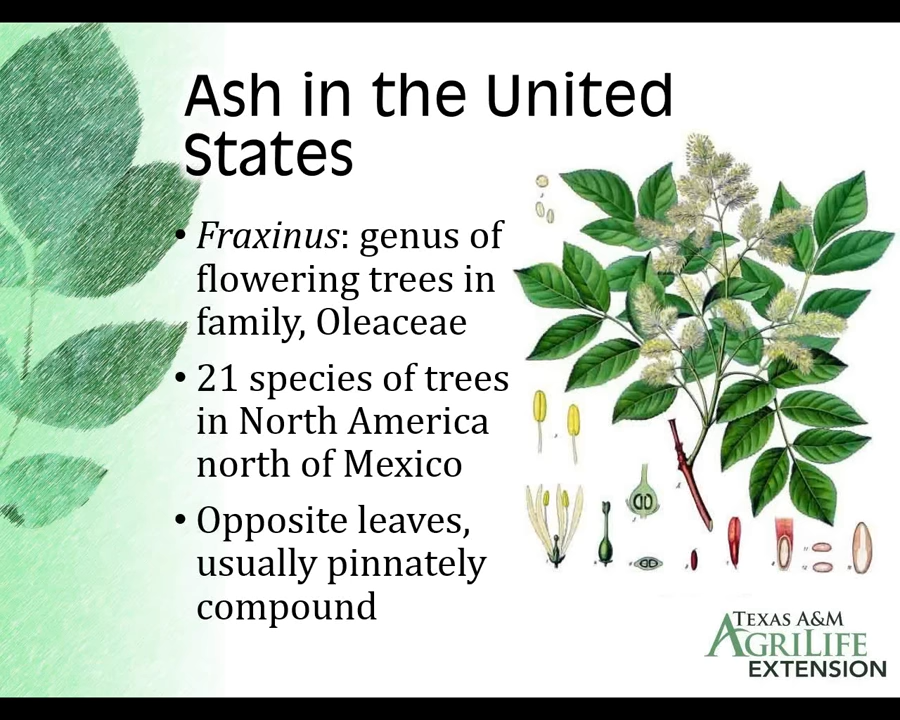 Ash in the United
States
• Fraxinus: genus of
flowering trees in
family, Oleaceae
• 21 species of trees
in North America
north of Mexico
• Opposite leaves,
usually pinnately
compound
TEXAS A&M
AGRILIFE
EXTENSION